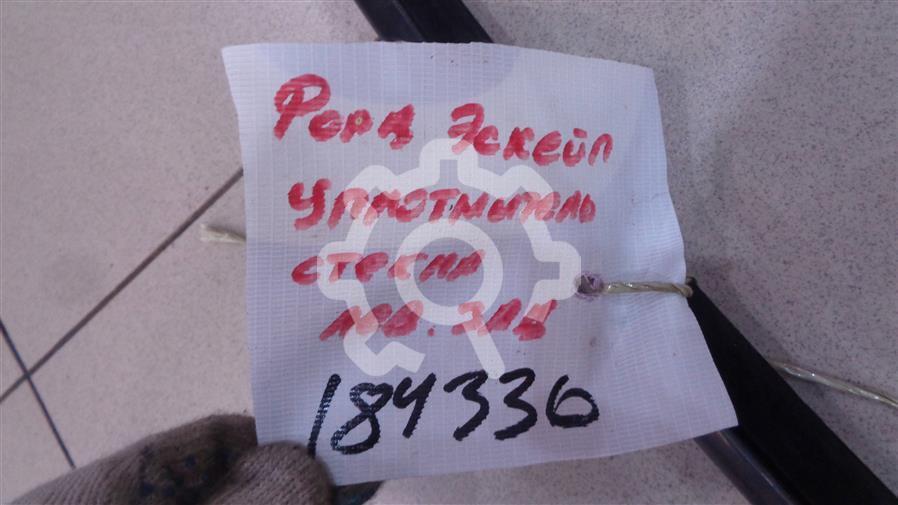 Форд Эскейп
уплотнитель
стекла
лев. зад
184336